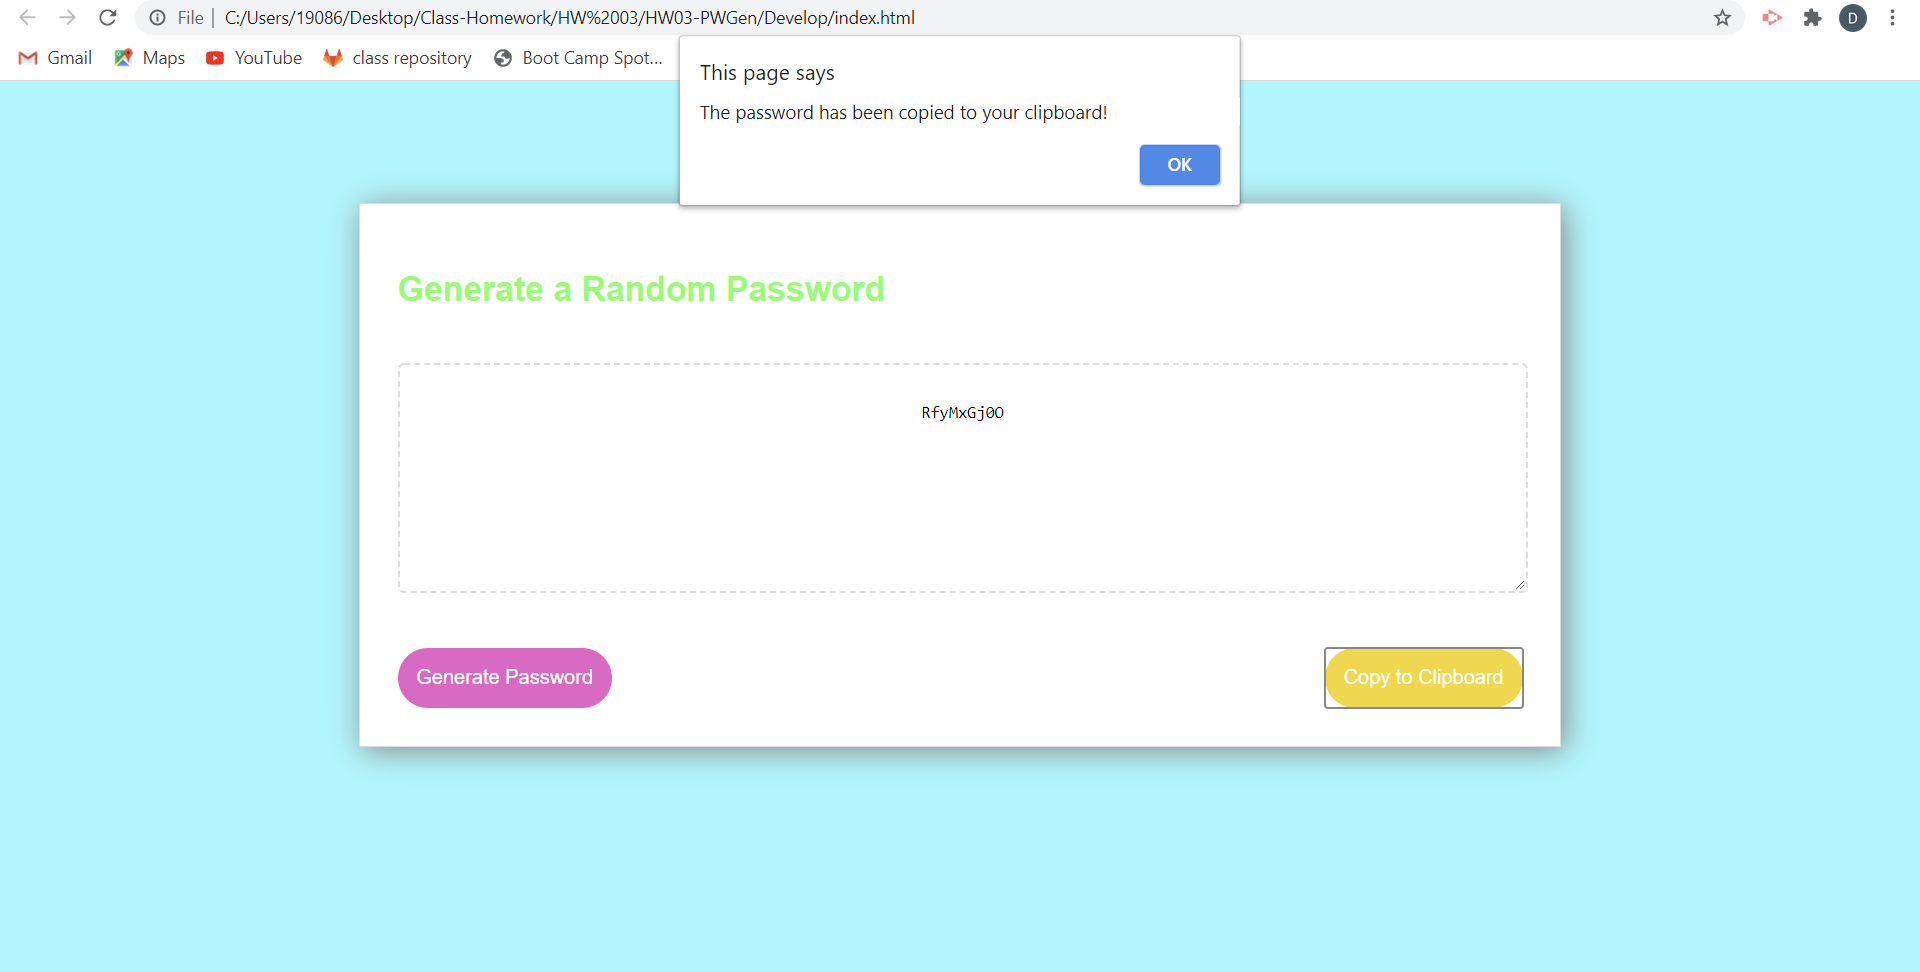 File | C:/Users/19086/Desktop/Class-Homework/HW%2003/HW03-PWGen/Develop/index.html
D
Gmail Maps YouTube class repository Boot Camp Spot...
This page says
The password has been copied to your clipboard!
OK
Generate a Random Password
RfyMxGj0O
Generate Password Copy to Clipboard